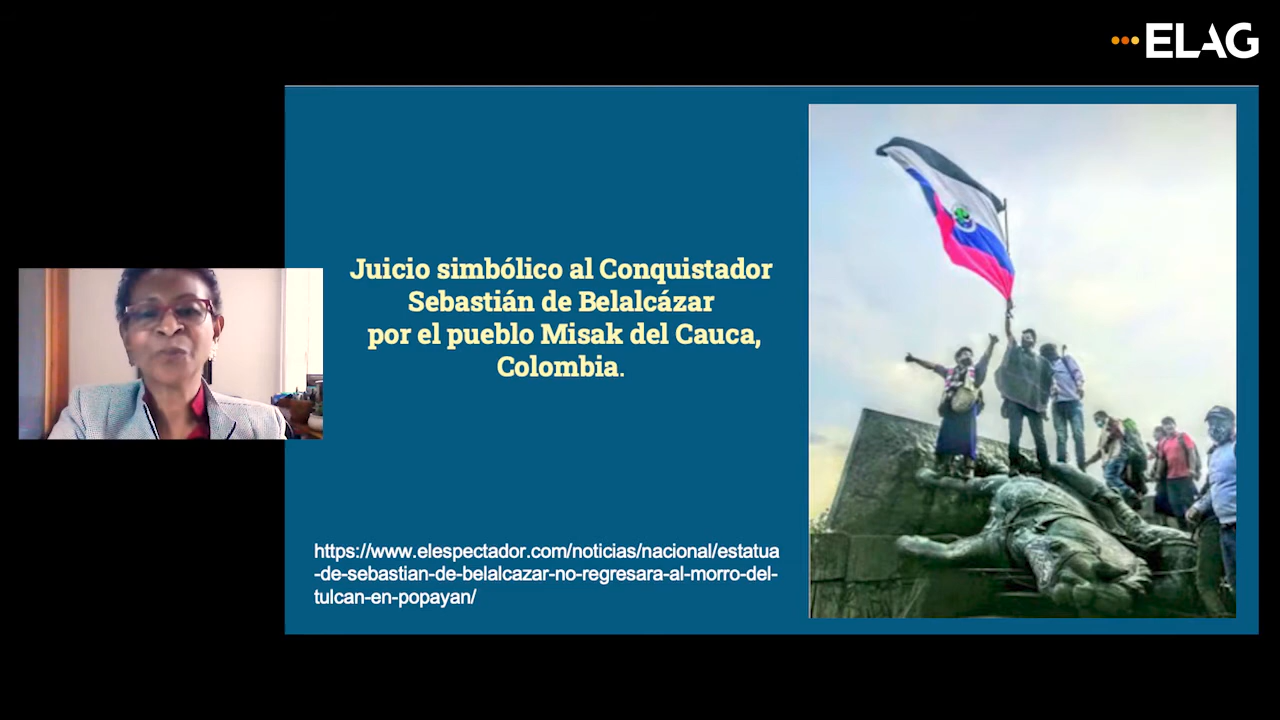 ELAG
Juicio simbólico al Conquistador
Sebastián de Belalcázar
por el pueblo Misak del Cauca,
Colombia.
https://www.elespectador.com/noticias/nacional/estatua
-de-sebastian-de-belalcazar-no-regresara-al-morro-del-
tulcan-en-popayan/